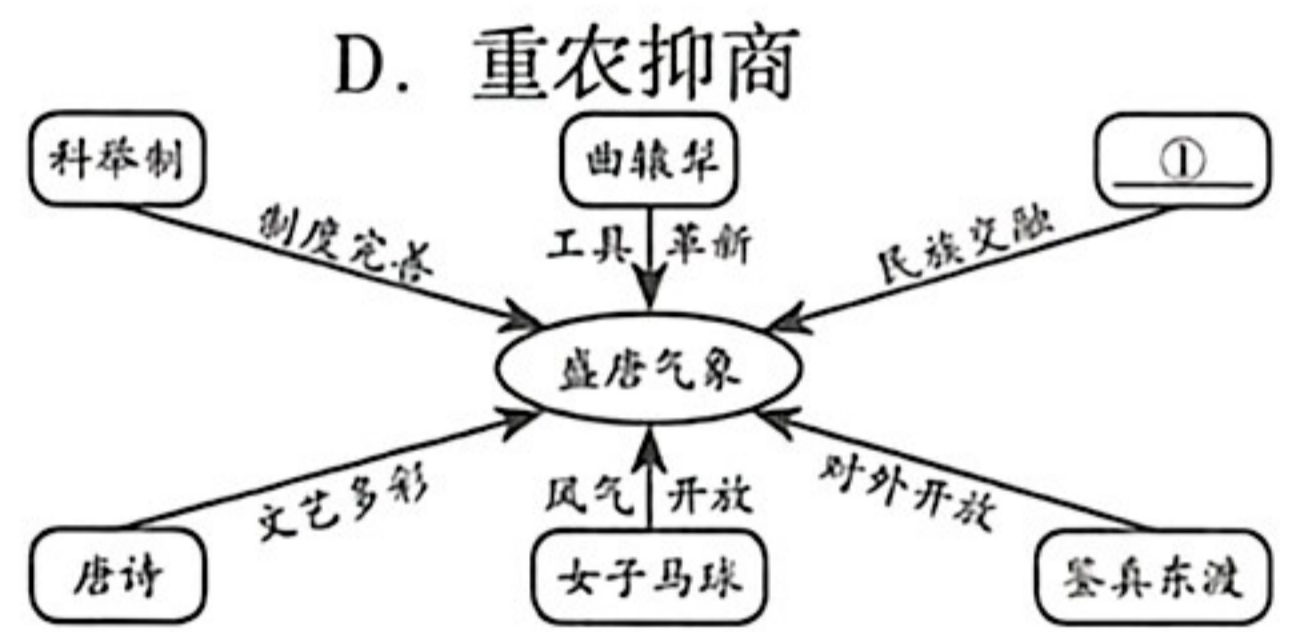 D. 重农抑商
科举制
曲辕犁
①
制度完善
工具革新
民族交融
盛唐气象
文艺多彩
风气开放
对外开放
唐诗
女子马球
鉴真东渡